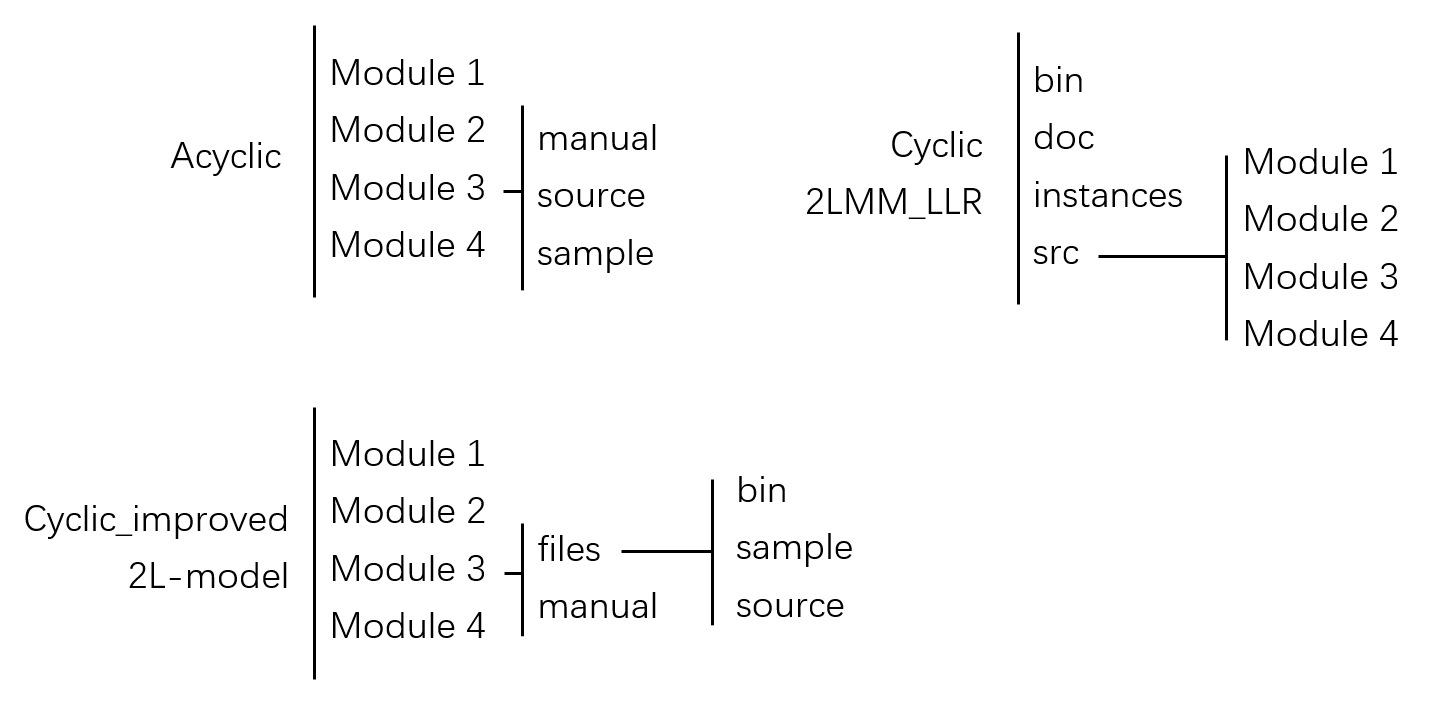 Acyclic
Module 1
Module 2
Module 3
Module 4
manual
source
sample
Cyclic
2LMM_LLR
bin
doc
instances
src
Module 1
Module 2
Module 3
Module 4
Cyclic_improved
2L-model
Module 1
Module 2
Module 3
Module 4
files
manual
bin
sample
source